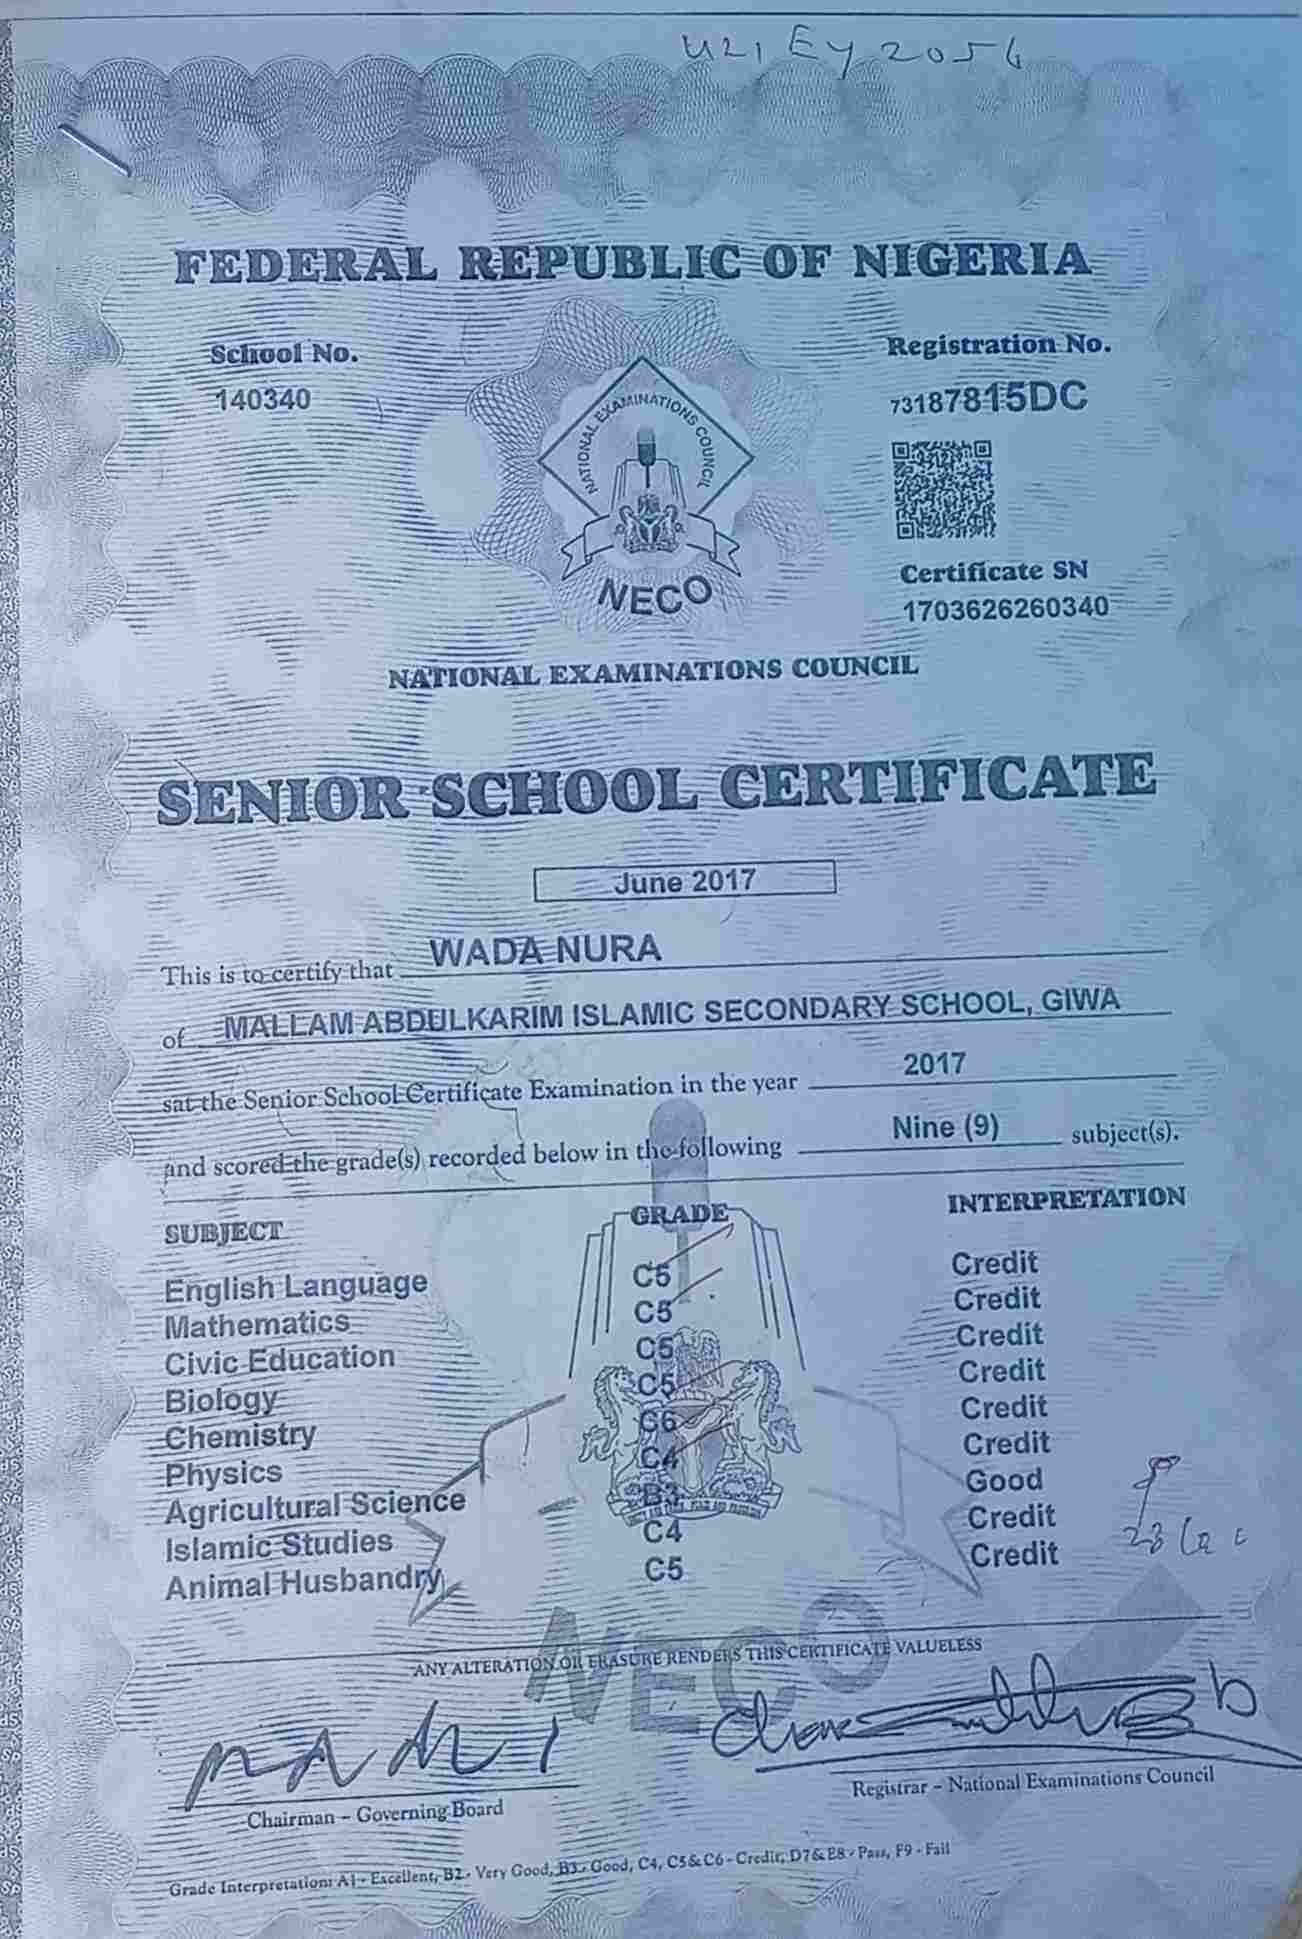 U21EY2054
FEDERAL REPUBLIC OF NIGERIA
School No.
140340
Registration No.
73187815DC
NATIONAL EXAMINATIONS COUNCIL
NECO
Certificate SN
1703626260340
NATIONAL EXAMINATIONS COUNCIL
SENIOR SCHOOL CERTIFICATE
June 2017
This is to certify that WADA NURA
of MALLAM ABDULKARIM ISLAMIC SECONDARY SCHOOL, GIWA
sat the Senior School Certificate Examination in the year 2017
and scored the grade(s) recorded below in the following Nine (9) subject(s).
SUBJECT GRADE INTERPRETATION
English Language C5 Credit
Mathematics C5 Credit
Civic Education C5 Credit
Biology C5 Credit
Chemistry C6 Credit
Physics C4 Credit
Agricultural Science B3 Good
Islamic Studies C4 Credit
Animal Husbandry C5 Credit
NECO
ANY ALTERATION OR ERASURE RENDERS THIS CERTIFICATE VALUELESS
Chairman - Governing Board
Registrar - National Examinations Council
Grade Interpretation: A1 - Excellent, B2 - Very Good, B3 - Good, C4, C5 & C6 - Credit, D7 & E8 - Pass, F9 - Fail